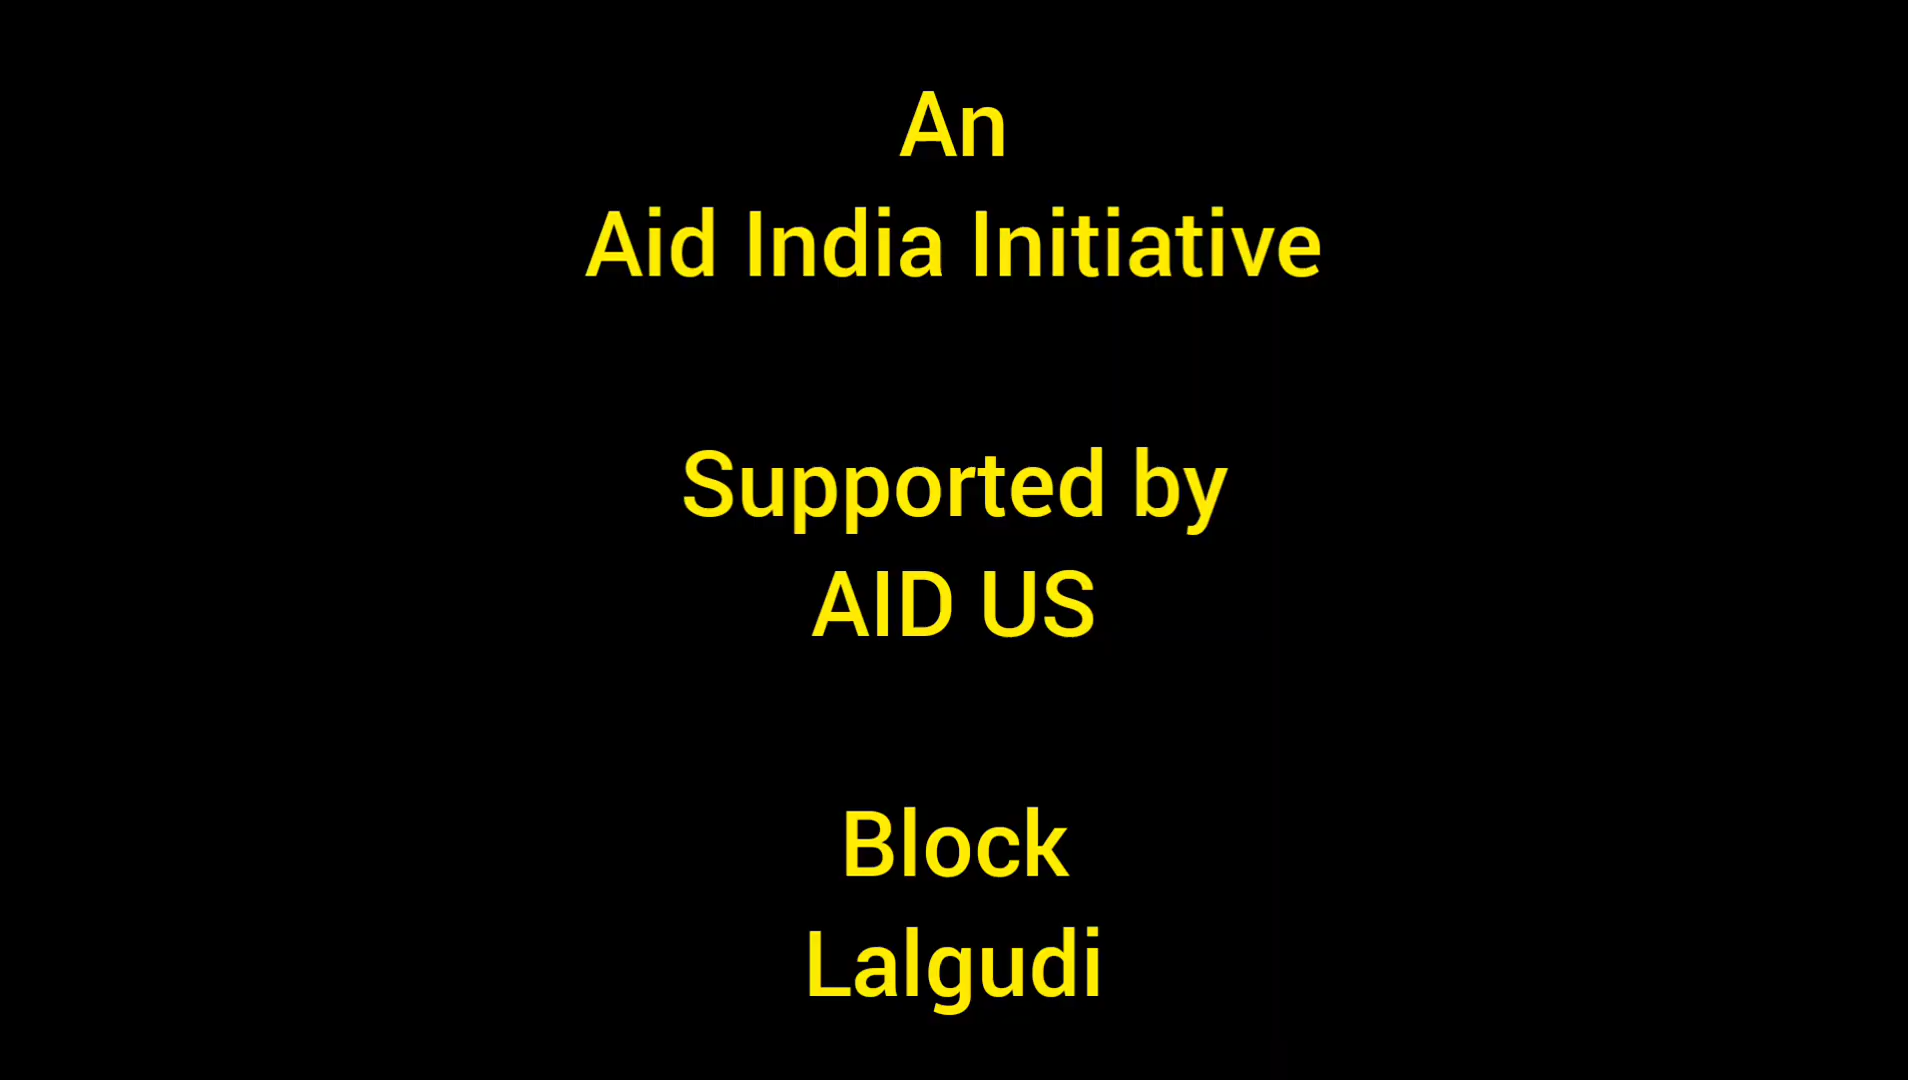 An
Aid India Initiative
Supported by
AID US
Block
Lalgudi